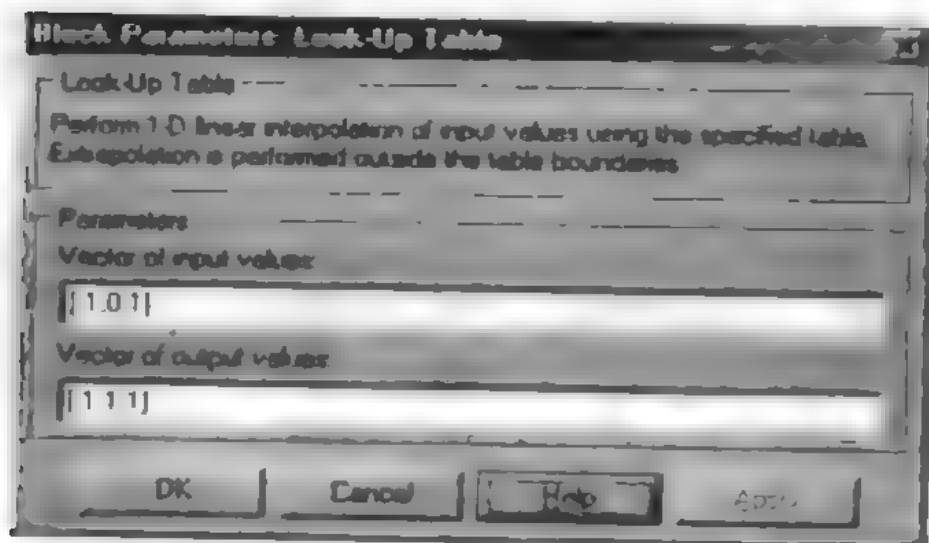 Block Parameters: Look-Up Table
Look-Up Table
Perform 1-D linear interpolation of input values using the specified table.
Extrapolation is performed outside the table boundaries
Parameters
Vector of input values:
[ 1.0 1]
Vector of output values:
[ 1 1 1]
OK
Cancel
Help
Apply